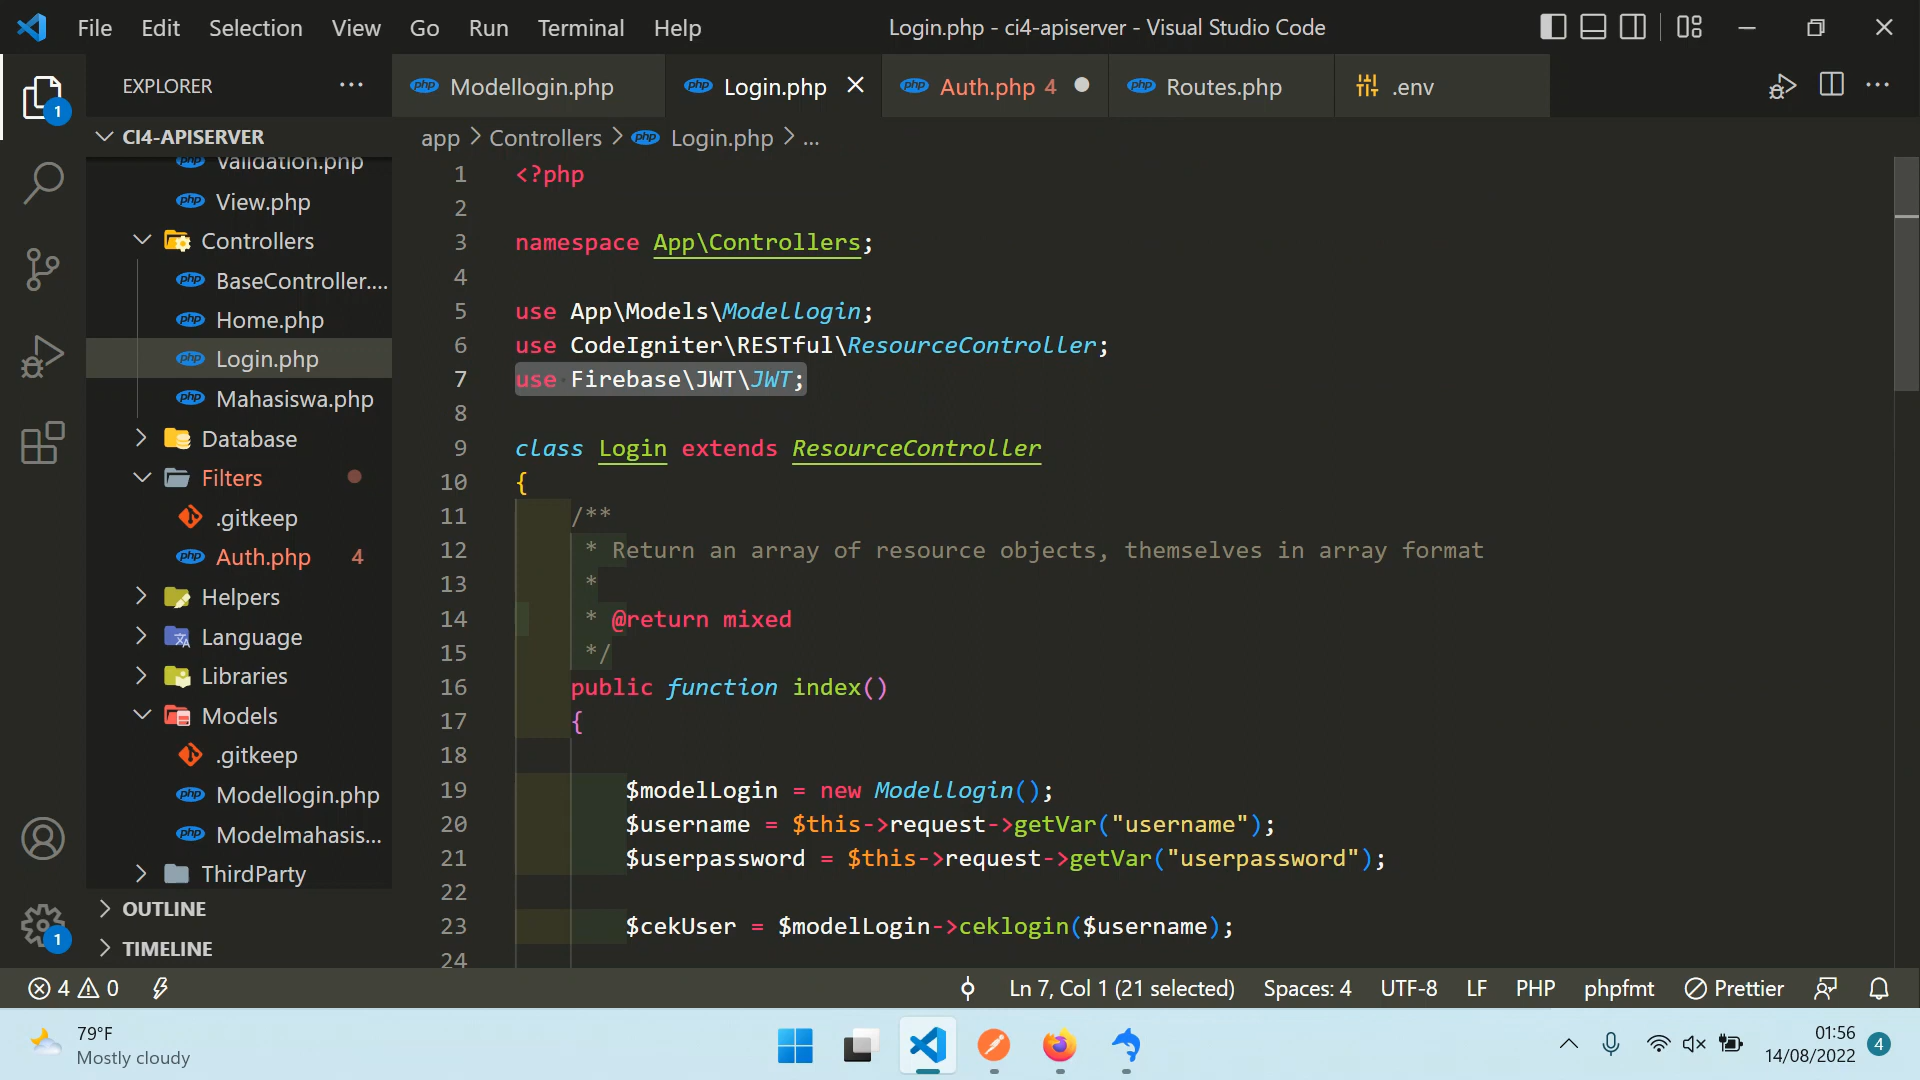 File Edit Selection View Go Run Terminal Help
Login.php - ci4-apiserver - Visual Studio Code
EXPLORER
Modellogin.php
Login.php
Auth.php 4
Routes.php
.env
1
CI4-APISERVER
app > Controllers > Login.php > ...
Validation.php
View.php
Controllers
BaseController....
Home.php
Login.php
Mahasiswa.php
Database
Filters
.gitkeep
Auth.php 4
Helpers
Language
Libraries
Models
.gitkeep
Modellogin.php
Modelmahasis...
ThirdParty
OUTLINE
TIMELINE
1
1 <?php
2
3 namespace App\Controllers;
4
5 use App\Models\Modellogin;
6 use CodeIgniter\RESTful\ResourceController;
7 use Firebase\JWT\JWT;
8
9 class Login extends ResourceController
10 {
11 /**
12 * Return an array of resource objects, themselves in array format
13 *
14 * @return mixed
15 */
16 public function index()
17 {
18
19 $modelLogin = new Modellogin();
20 $username = $this->request->getVar("username");
21 $userpassword = $this->request->getVar("userpassword");
22
23 $cekUser = $modelLogin->ceklogin($username);
24
4 0
Ln 7, Col 1 (21 selected) Spaces: 4 UTF-8 LF PHP phpfmt Prettier
79°F
Mostly cloudy
01:56
14/08/2022
4